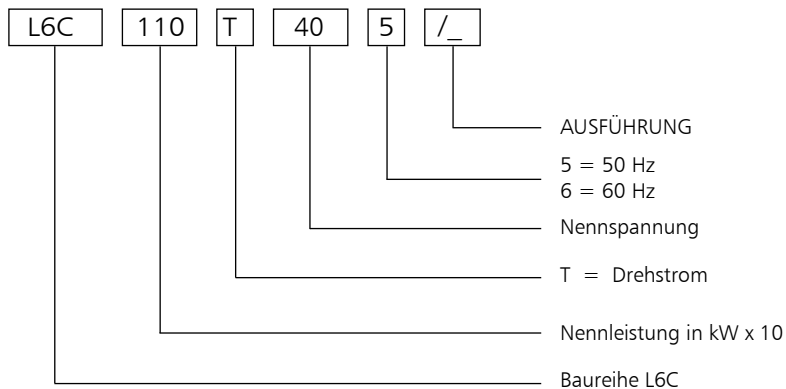 L6C 110 T 40 5 /_
AUSFÜHRUNG
5 = 50 Hz
6 = 60 Hz
Nennspannung
T = Drehstrom
Nennleistung in kW x 10
Baureihe L6C